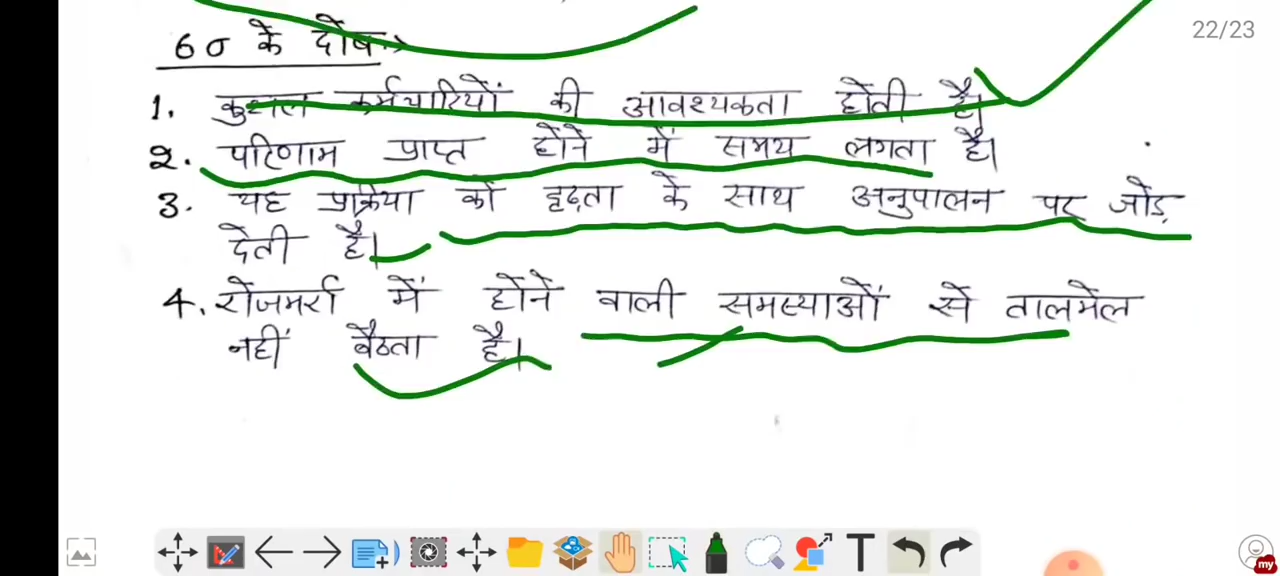 22/23
6σ के दोष→
1. कुशल कर्मचारियों की आवश्यकता होती है।
2. परिणाम प्राप्त होने में समय लगता है।
3. यह प्रक्रिया को दृढ़ता के साथ अनुपालन पर जोड़
देती है।
4. रोजमर्रा में होने वाली समस्याओं से तालमेल
नहीं बैठता है।
T
my